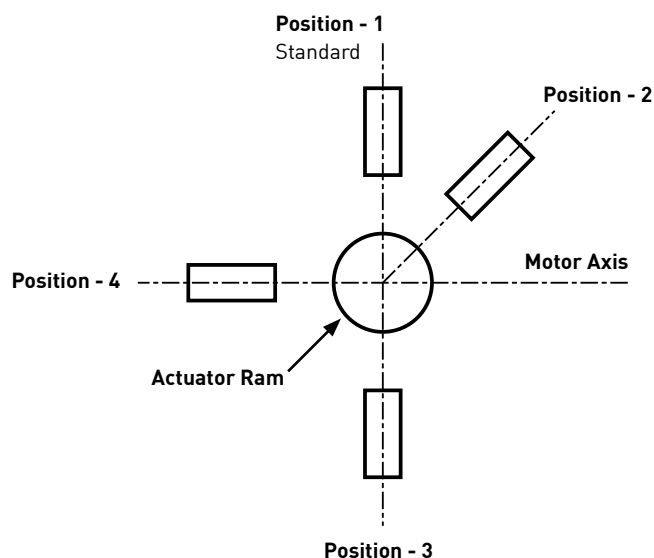 Position - 1
Standard
Position - 2
Motor Axis
Position - 4
Actuator Ram
Position - 3